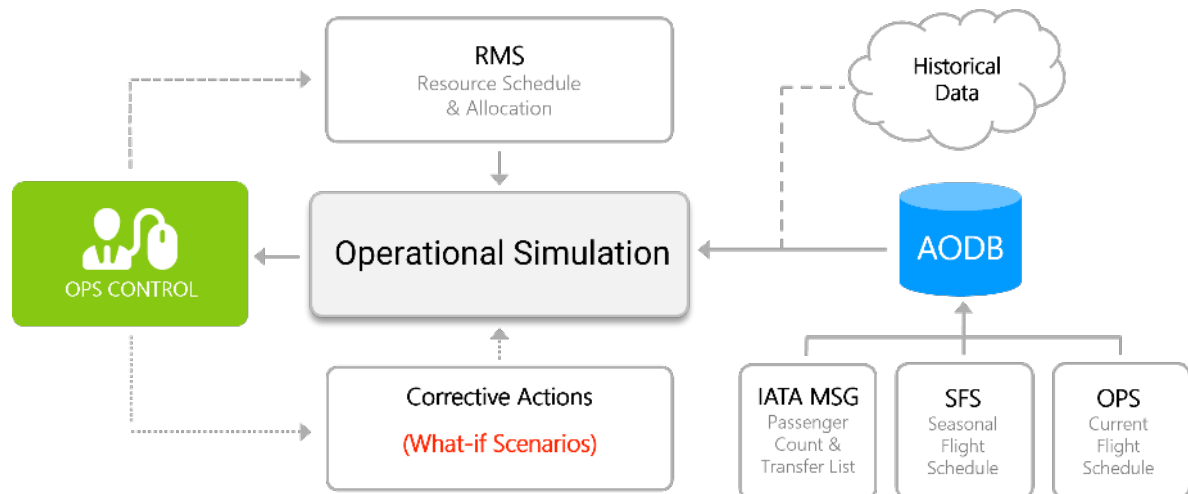 RMS
Resource Schedule
& Allocation
Historical
Data
OPS CONTROL
Operational Simulation
AODB
Corrective Actions
(What-if Scenarios)
IATA MSG
Passenger
Count &
Transfer List
SFS
Seasonal
Flight
Schedule
OPS
Current
Flight
Schedule